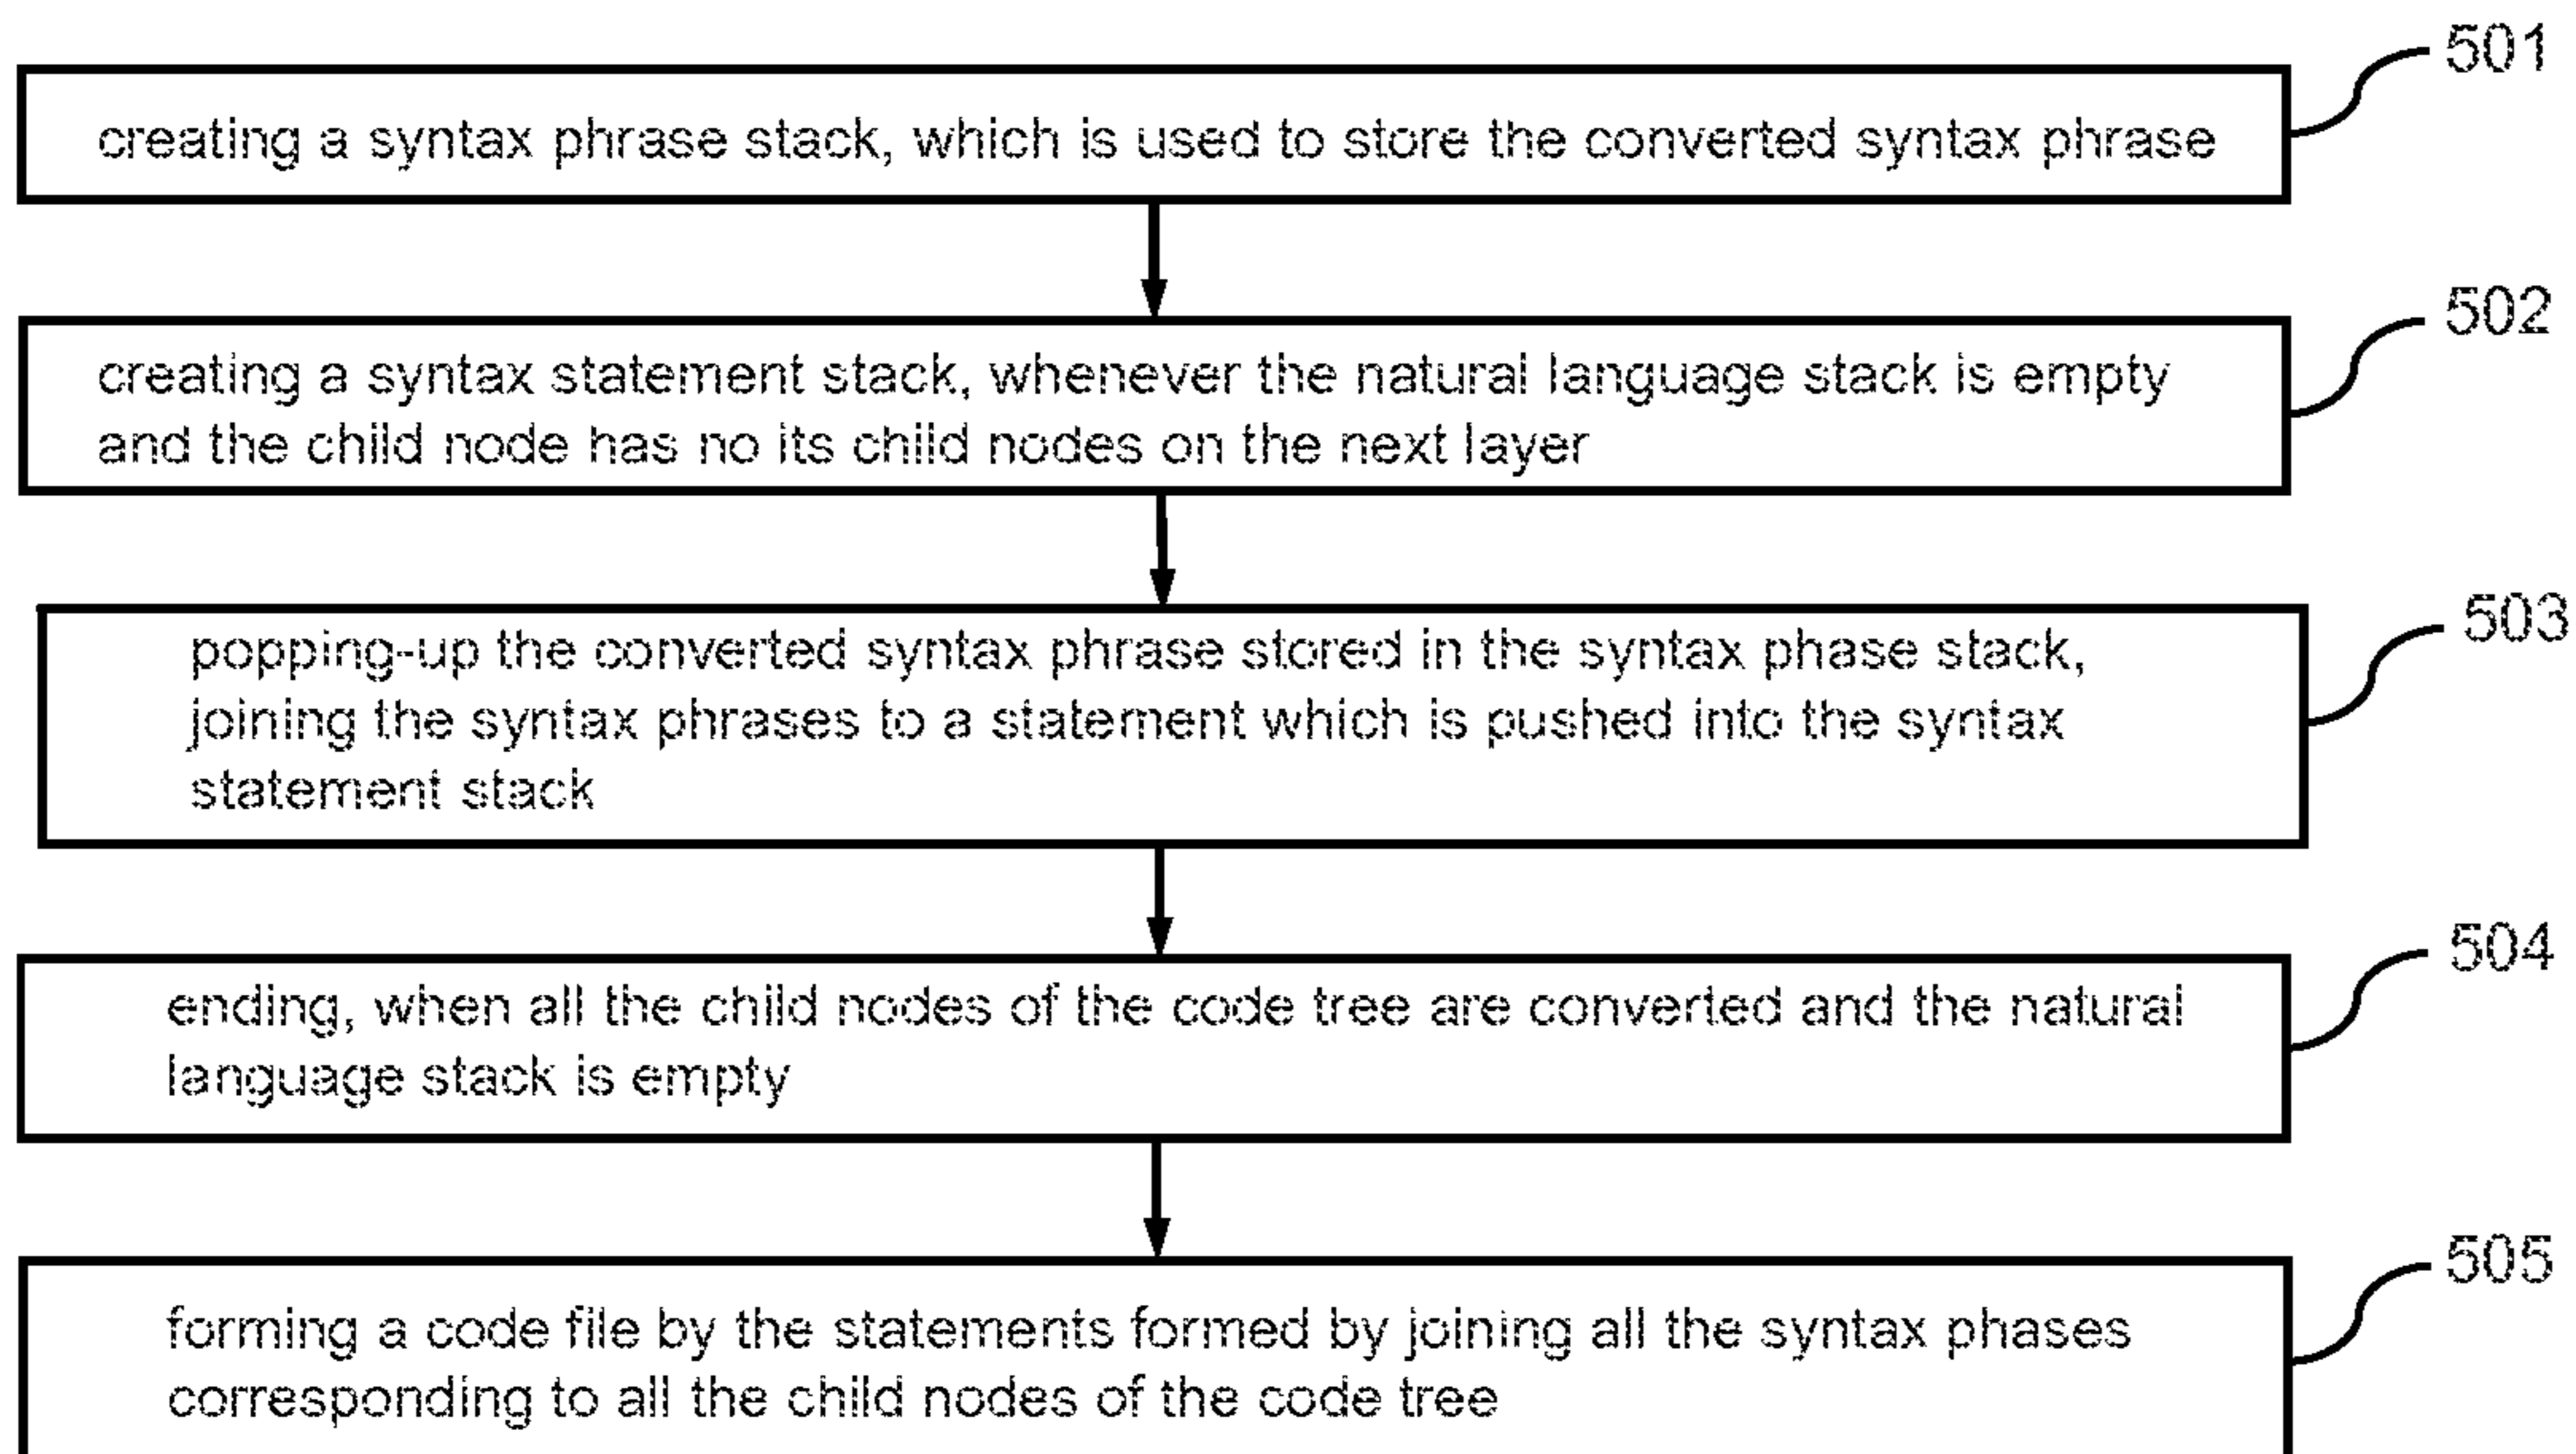 501
creating a syntax phrase stack, which is used to store the converted syntax phrase
502
creating a syntax statement stack, whenever the natural language stack is empty
and the child node has no its child nodes on the next layer
503
popping-up the converted syntax phrase stored in the syntax phase stack,
joining the syntax phrases to a statement which is pushed into the syntax
statement stack
504
ending, when all the child nodes of the code tree are converted and the natural
language stack is empty
505
forming a code file by the statements formed by joining all the syntax phases
corresponding to all the child nodes of the code tree